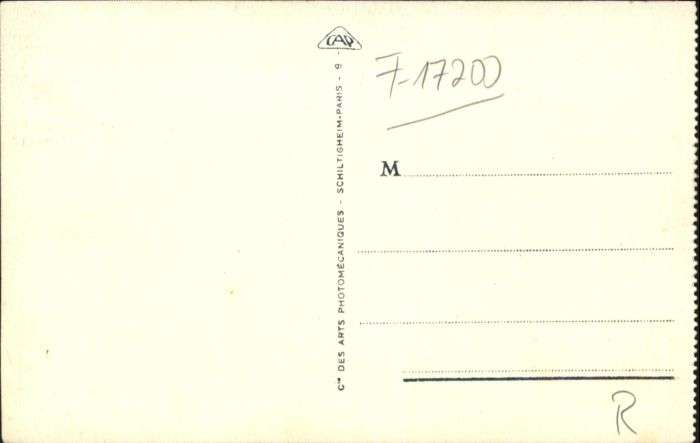 CAP
F-17200
M
Cie DES ARTS PHOTOMÉCANIQUES - SCHILTIGHEIM-PARIS - 9 -
R